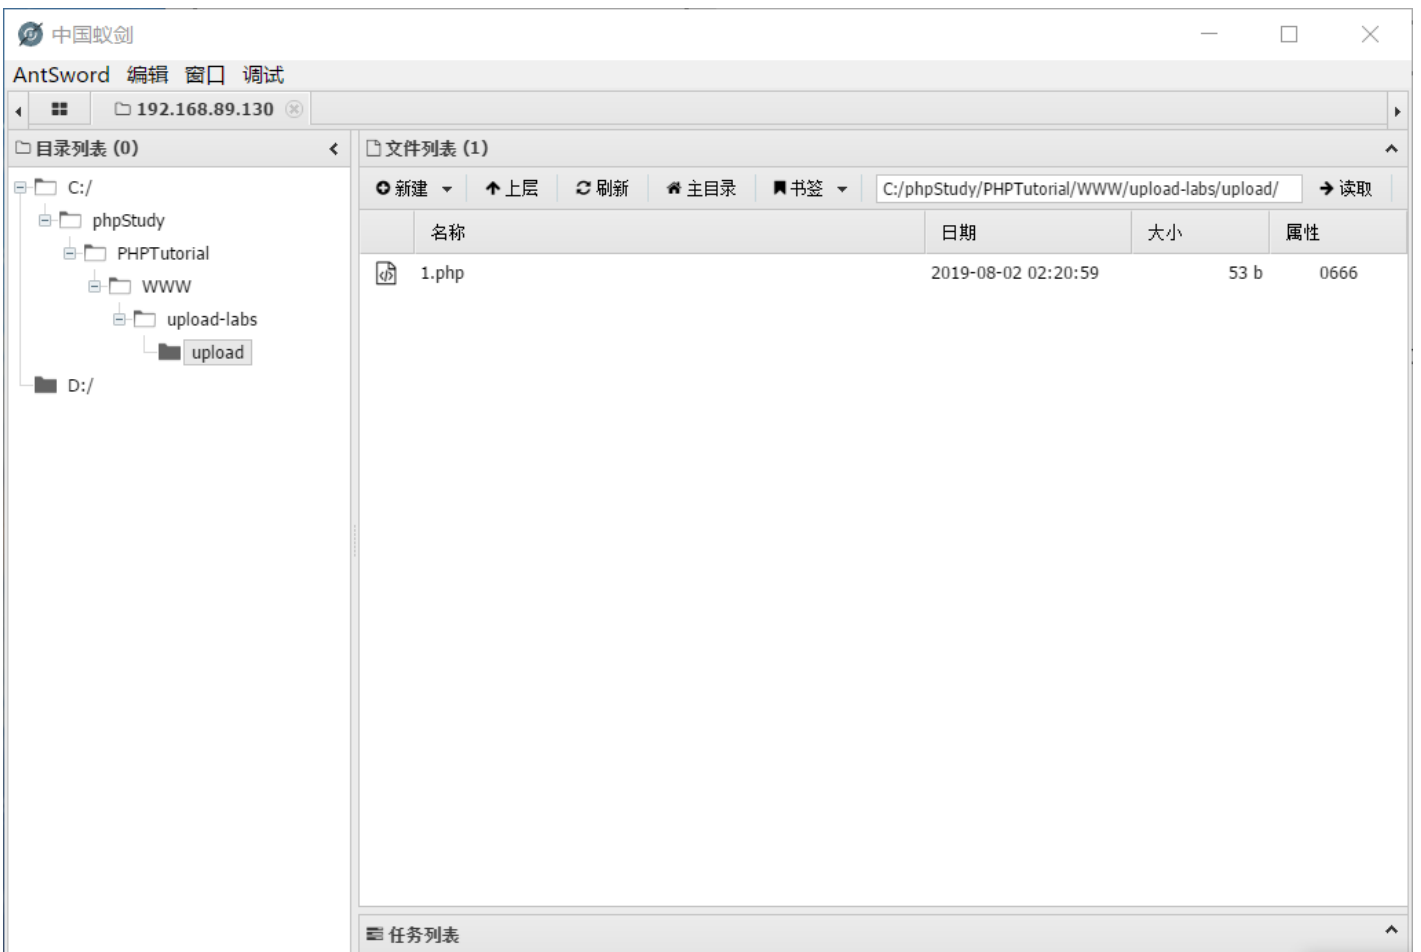 中国蚁剑
AntSword 编辑 窗口 调试
192.168.89.130
目录列表 (0)
文件列表 (1)
新建 上层 刷新 主目录 书签 C:/phpStudy/PHPTutorial/WWW/upload-labs/upload/ 读取
名称 日期 大小 属性
1.php 2019-08-02 02:20:59 53 b 0666
C:/
phpStudy
PHPTutorial
WWW
upload-labs
upload
D:/
任务列表